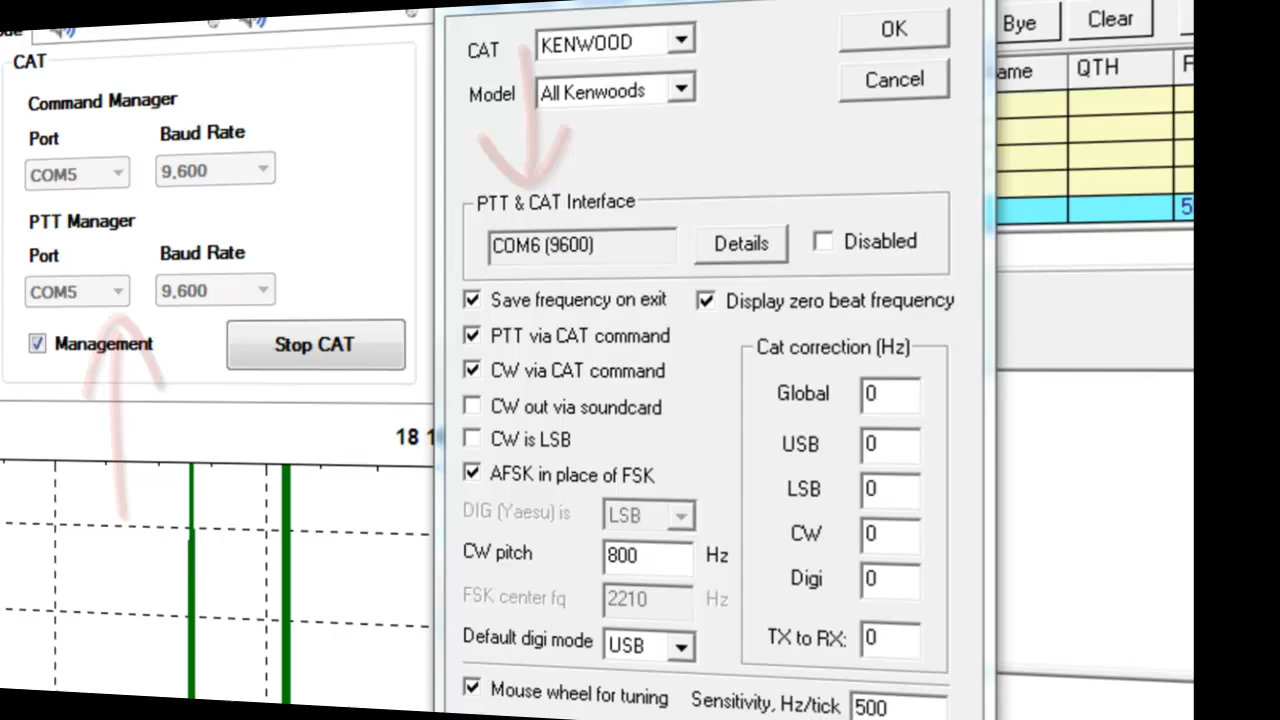 CAT
Command Manager
Port
Baud Rate
COM5
9,600
PTT Manager
Port
Baud Rate
COM5
9,600
Management
Stop CAT
CAT
KENWOOD
OK
Model
All Kenwoods
Cancel
PTT & CAT Interface
COM6 (9600)
Details
Disabled
Save frequency on exit
Display zero beat frequency
PTT via CAT command
CW via CAT command
CW out via soundcard
CW is LSB
AFSK in place of FSK
DIG (Yaesu) is
LSB
CW pitch
800
Hz
FSK center fq
2210
Hz
Default digi mode
USB
Cat correction (Hz)
Global
0
USB
0
LSB
0
CW
0
Digi
0
TX to RX:
0
Mouse wheel for tuning
Sensitivity, Hz/tick
500
Bye
Clear
ame
QTH
5
18 1